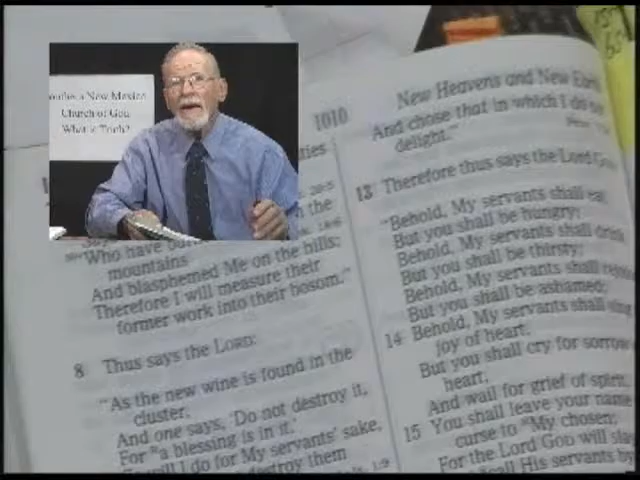 a New Mexico
Church of God
What is Truth?
1010
New Heavens and New
Who have
mountains
And blasphemed Me on the hills;
Therefore I will measure their
former work into their bosom."
8 Thus says the LORD:
"As the new wine is found in the
cluster,
And one says, 'Do not destroy it,
For a blessing is in it,'
will I do for My servants' sake,
destroy them
And chose that in which I do
delight."
13 Therefore thus says the Lord
"Behold, My servants shall eat,
But you shall be hungry;
Behold, My servants shall drink
But you shall be thirsty;
Behold, My servants shall
But you shall be ashamed;
14 Behold, My servants shall sing
joy of heart,
But you shall cry for sorrow
heart,
And wail for grief of spirit.
15 You shall leave your name
curse to My chosen;
For the Lord GOD will slay
call His servants by